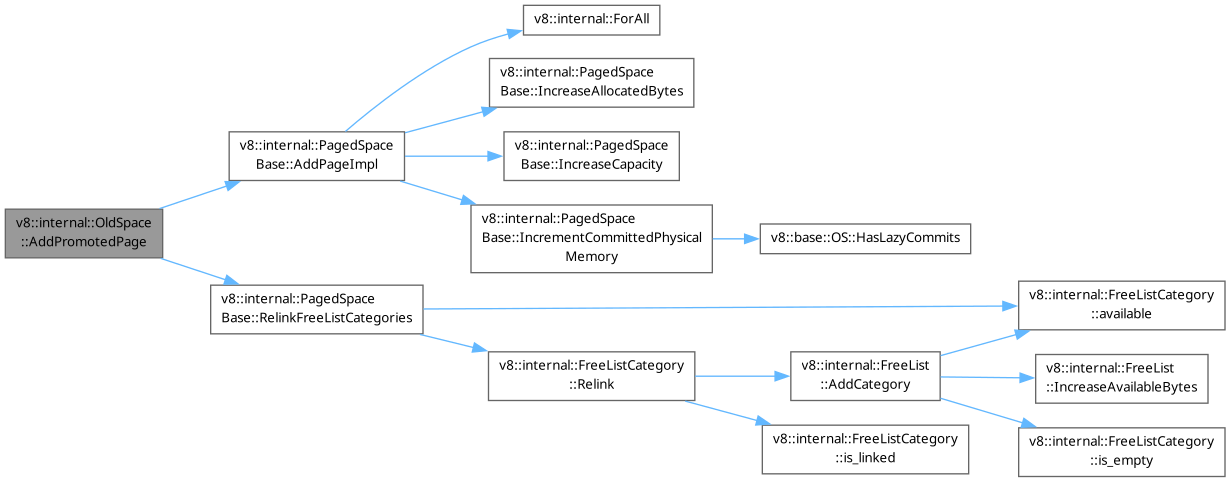 v8::internal::ForAll
v8::internal::PagedSpace
Base::IncreaseAllocatedBytes
v8::internal::PagedSpace
Base::AddPageImpl
v8::internal::PagedSpace
Base::IncreaseCapacity
v8::internal::OldSpace
::AddPromotedPage
v8::internal::PagedSpace
Base::IncrementCommittedPhysical
Memory
v8::base::OS::HasLazyCommits
v8::internal::PagedSpace
Base::RelinkFreeListCategories
v8::internal::FreeListCategory
::available
v8::internal::FreeListCategory
::Relink
v8::internal::FreeList
::AddCategory
v8::internal::FreeList
::IncreaseAvailableBytes
v8::internal::FreeListCategory
::is_linked
v8::internal::FreeListCategory
::is_empty